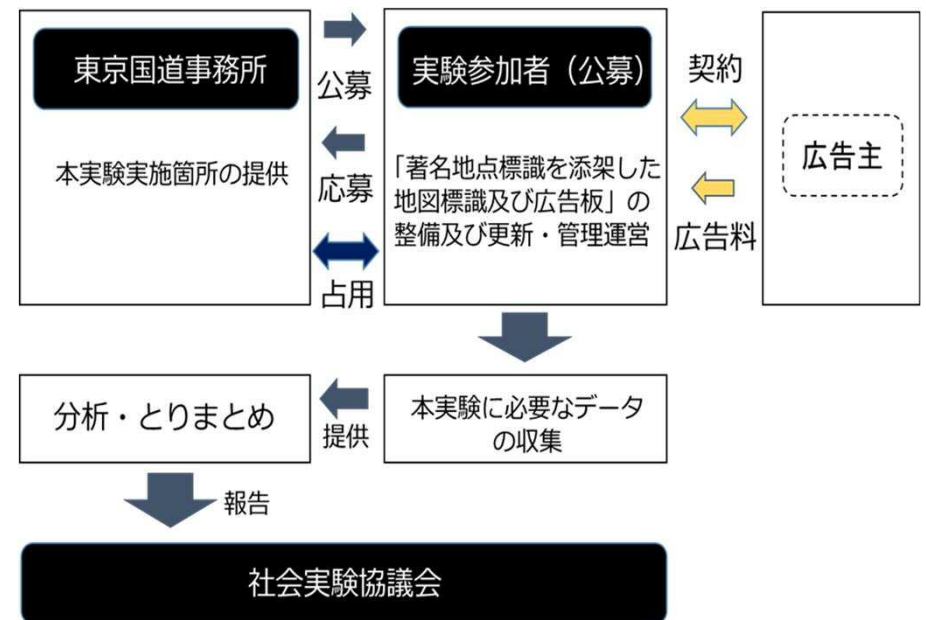 東京国道事務所
本実験実施箇所の提供
公募
応募
占用
実験参加者（公募）
「著名地点標識を添架した
地図標識及び広告板」の
整備及び更新・管理運営
契約
広告料
広告主
分析・とりまとめ
提供
本実験に必要なデータ
の収集
報告
社会実験協議会